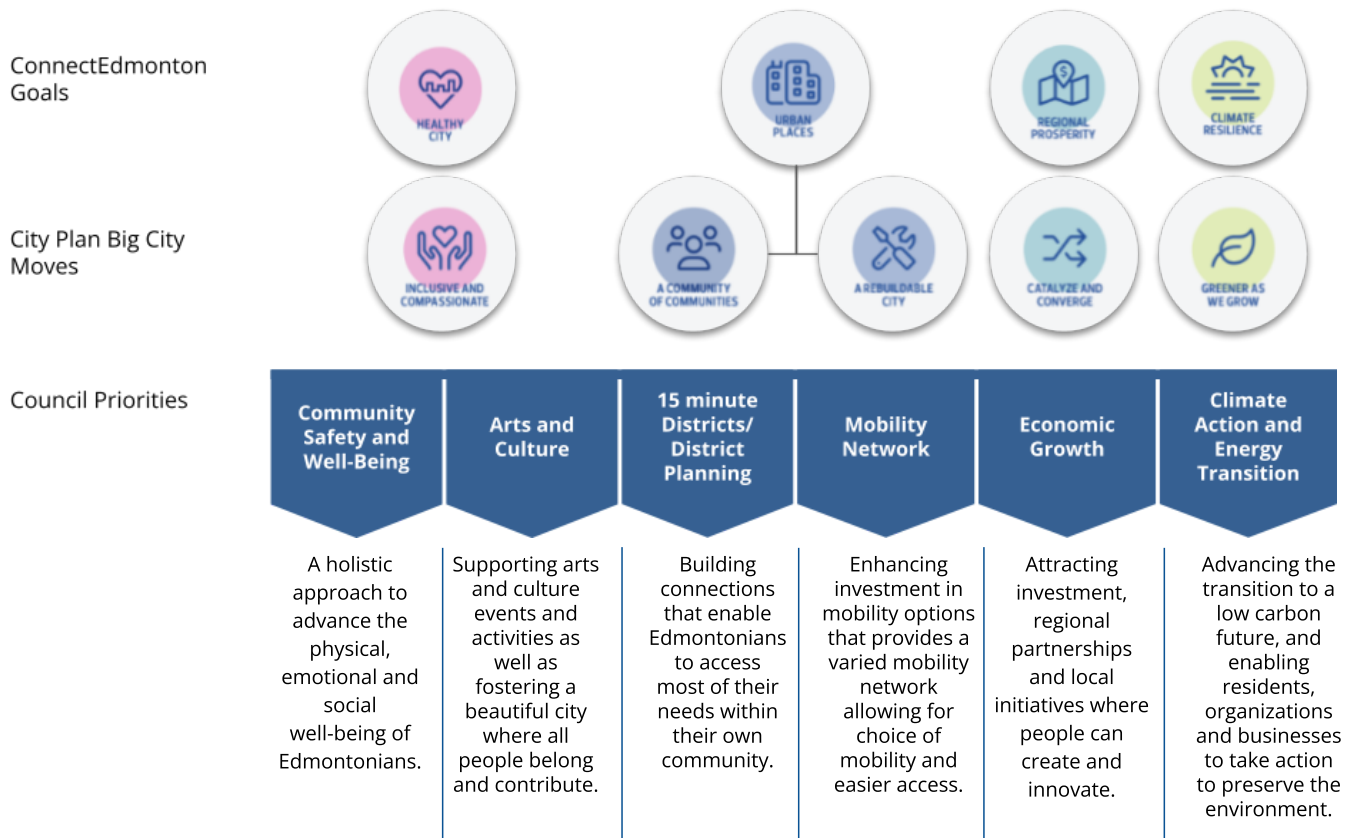 ConnectEdmonton
Goals
HEALTHY
CITY
URBAN
PLACES
REGIONAL
PROSPERITY
CLIMATE
RESILIENCE
City Plan Big City
Moves
INCLUSIVE AND
COMPASSIONATE
A COMMUNITY
OF COMMUNITIES
A REBUILDABLE
CITY
CATALYZE AND
CONVERGE
GREENER AS
WE GROW
Council Priorities
Community
Safety and
Well-Being
Arts and
Culture
15 minute
Districts/
District
Planning
Mobility
Network
Economic
Growth
Climate
Action and
Energy
Transition
A holistic
approach to
advance the
physical,
emotional and
social
well-being of
Edmontonians.
Supporting arts
and culture
events and
activities as
well as
fostering a
beautiful city
where all
people belong
and contribute.
Building
connections
that enable
Edmontonians
to access
most of their
needs within
their own
community.
Enhancing
investment in
mobility options
that provides a
varied mobility
network
allowing for
choice of
mobility and
easier access.
Attracting
investment,
regional
partnerships
and local
initiatives where
people can
create and
innovate.
Advancing the
transition to a
low carbon
future, and
enabling
residents,
organizations
and businesses
to take action
to preserve the
environment.